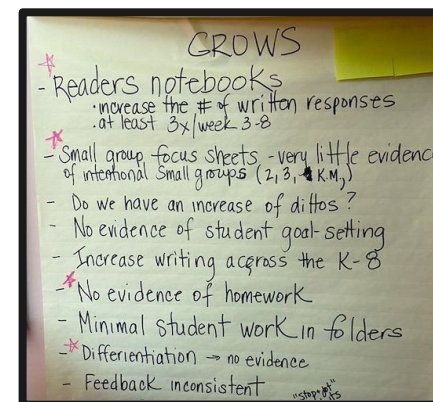 GROWS
- Readers notebooks
· increase the # of written responses
· at least 3x/week 3-8
- Small group focus sheets - very little evidence
of intentional small groups (2, 3, K.M,)
- Do we have an increase of dittos?
- No evidence of student goal-setting
- Increase writing across the K-8
- No evidence of homework
- Minimal student work in folders
- Differientiation → no evidence
- Feedback inconsistent
"stop+